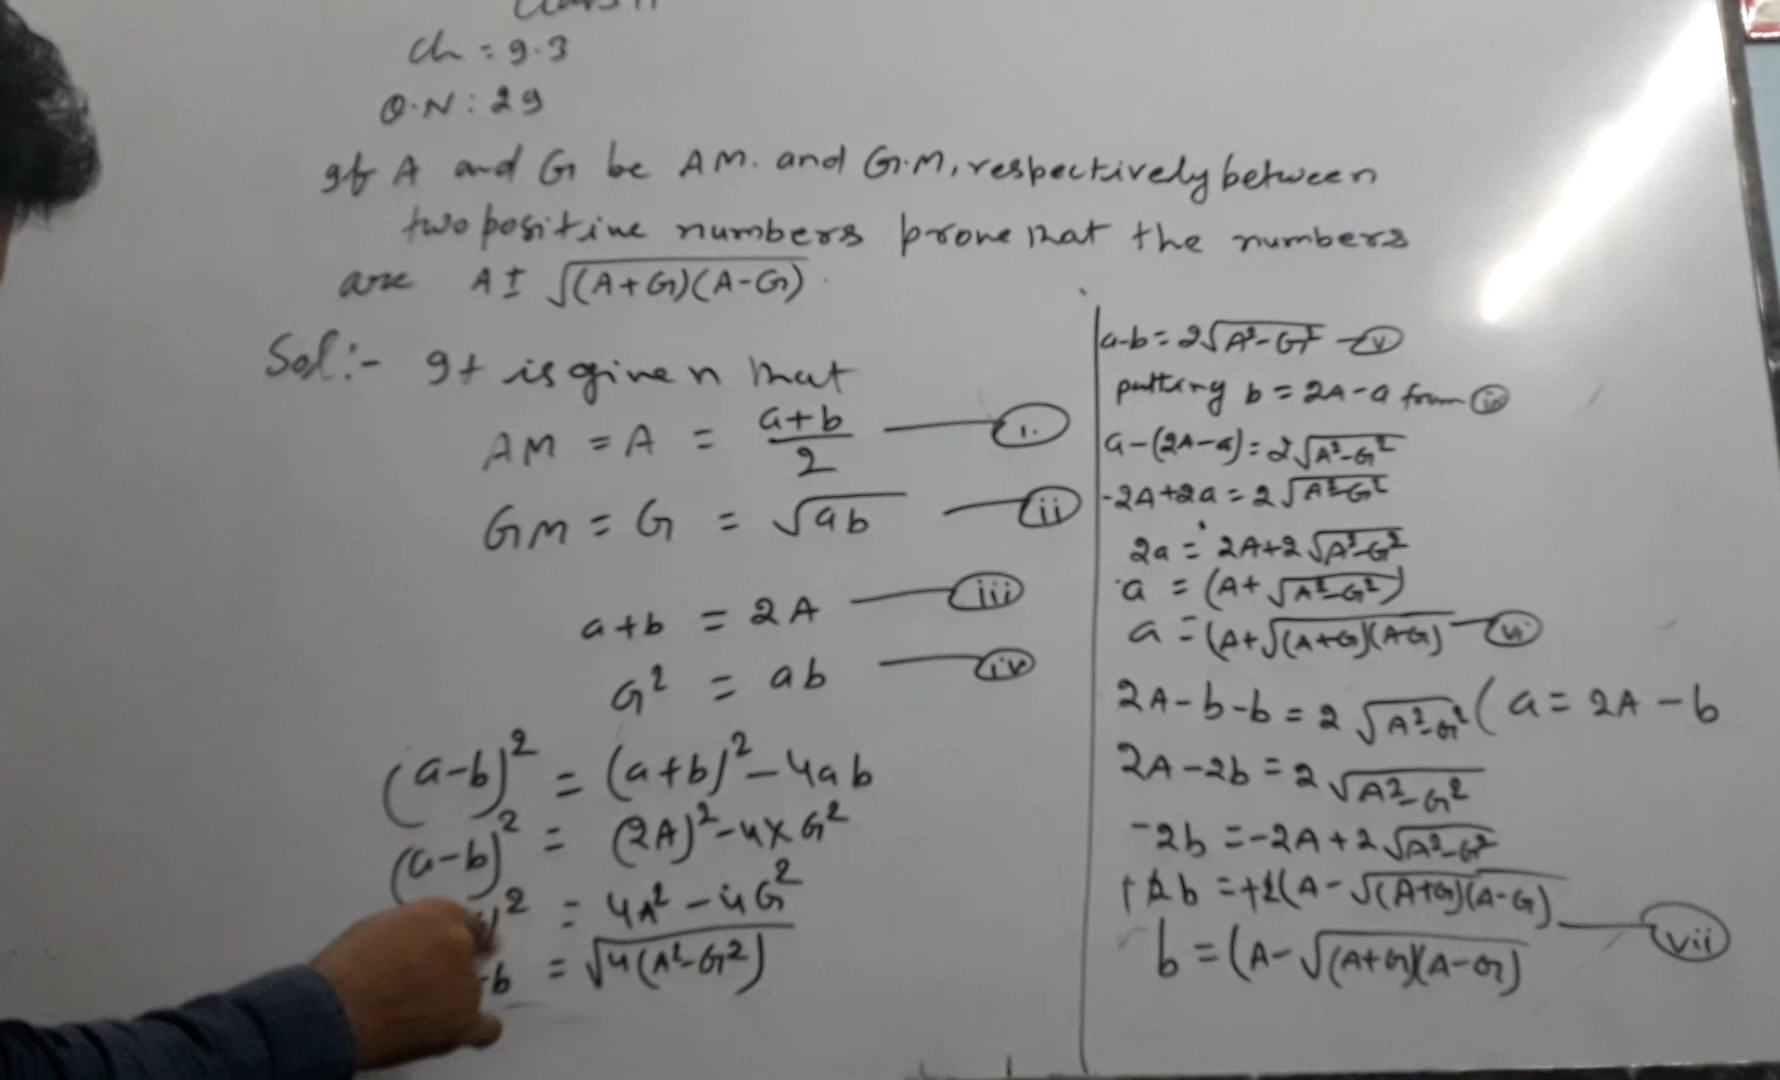 Class 11
Ch = 9.3
Q.N : 29
If A and G be AM. and G.M, respectively between
two positive numbers prove that the numbers
are A ± √(A+G)(A-G).
Sol:- It is given that
AM = A = a+b/2 — i.
GM = G = √ab — ii
a+b = 2A — iii
G² = ab — iv
(a-b)² = (a+b)² - 4ab
(a-b)² = (2A)² - 4×G²
² = 4A² - 4G²
-b = √4(A²-G²)
a-b = 2√A²-G² — v
putting b = 2A-a from iii
a-(2A-a) = 2√A²-G²
-2A+2a = 2√A²-G²
2a = 2A+2√A²-G²
a = (A+√A²-G²)
a = (A+√(A+G)(A-G) — vi
2A-b-b = 2√A²-G² (a = 2A-b
2A-2b = 2√A²-G²
-2b = -2A+2√A²-G²
+2b = +2(A-√(A+G)(A-G)
b = (A-√(A+G)(A-G) — vii